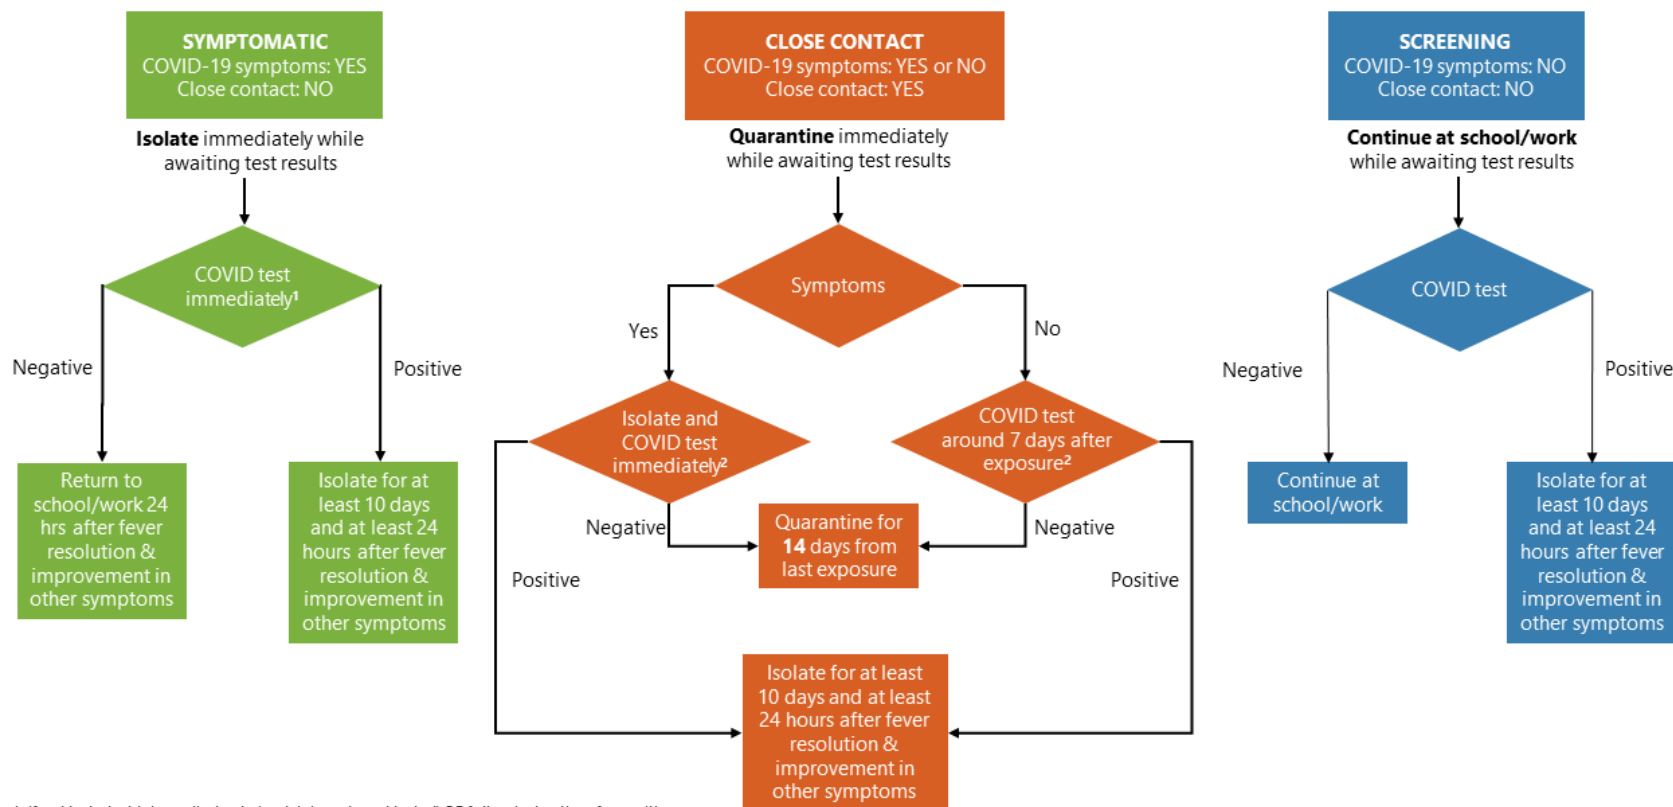 SYMPTOMATIC
COVID-19 symptoms: YES
Close contact: NO
Isolate immediately while
awaiting test results
COVID test
immediately¹
Negative
Positive
Return to
school/work 24
hrs after fever
resolution &
improvement in
other symptoms
Isolate for at
least 10 days
and at least 24
hours after fever
resolution &
improvement in
other symptoms
CLOSE CONTACT
COVID-19 symptoms: YES or NO
Close contact: YES
Quarantine immediately
while awaiting test results
Symptoms
Yes
No
Isolate and
COVID test
immediately²
COVID test
around 7 days after
exposure²
Negative
Negative
Quarantine for
14 days from
last exposure
Positive
Positive
Isolate for at least
10 days and at least
24 hours after fever
resolution &
improvement in
other symptoms
SCREENING
COVID-19 symptoms: NO
Close contact: NO
Continue at school/work
while awaiting test results
COVID test
Negative
Positive
Continue at
school/work
Isolate for at
least 10 days
and at least 24
hours after fever
resolution &
improvement in
other symptoms